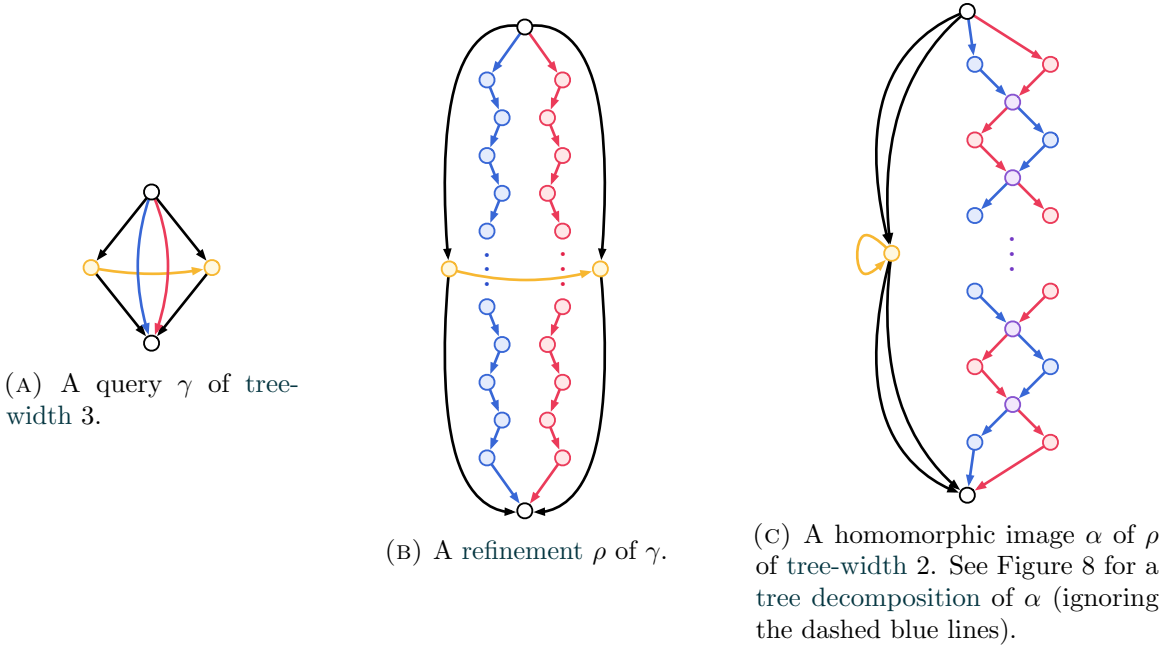 (A) A query γ of tree-
width 3.
(B) A refinement ρ of γ.
(C) A homomorphic image α of ρ
of tree-width 2. See Figure 8 for a
tree decomposition of α (ignoring
the dashed blue lines).